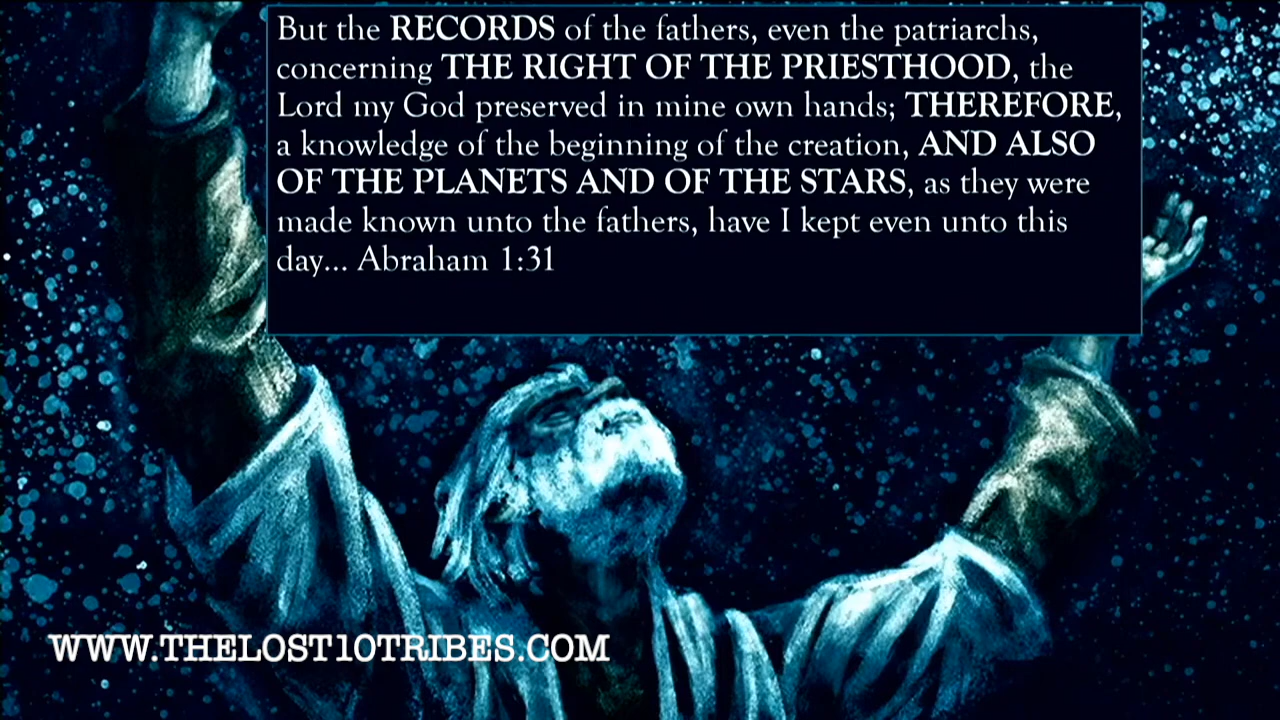 But the RECORDS of the fathers, even the patriarchs,
concerning THE RIGHT OF THE PRIESTHOOD, the
Lord my God preserved in mine own hands; THEREFORE,
a knowledge of the beginning of the creation, AND ALSO
OF THE PLANETS AND OF THE STARS, as they were
made known unto the fathers, have I kept even unto this
day... Abraham 1:31
WWW.THELOST10TRIBES.COM